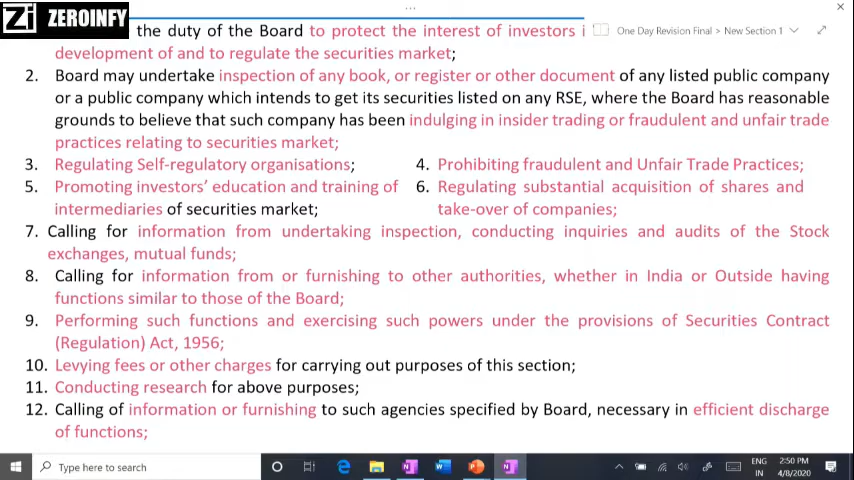 Zi ZEROINFY
...
the duty of the Board to protect the interest of investors i
One Day Revision Final > New Section 1
development of and to regulate the securities market;
2. Board may undertake inspection of any book, or register or other document of any listed public company
or a public company which intends to get its securities listed on any RSE, where the Board has reasonable
grounds to believe that such company has been indulging in insider trading or fraudulent and unfair trade
practices relating to securities market;
3. Regulating Self-regulatory organisations; 4. Prohibiting fraudulent and Unfair Trade Practices;
5. Promoting investors' education and training of 6. Regulating substantial acquisition of shares and
intermediaries of securities market; take-over of companies;
7. Calling for information from undertaking inspection, conducting inquiries and audits of the Stock
exchanges, mutual funds;
8. Calling for information from or furnishing to other authorities, whether in India or Outside having
functions similar to those of the Board;
9. Performing such functions and exercising such powers under the provisions of Securities Contract
(Regulation) Act, 1956;
10. Levying fees or other charges for carrying out purposes of this section;
11. Conducting research for above purposes;
12. Calling of information or furnishing to such agencies specified by Board, necessary in efficient discharge
of functions;
Type here to search
ENG 2:50 PM
IN 4/8/2020